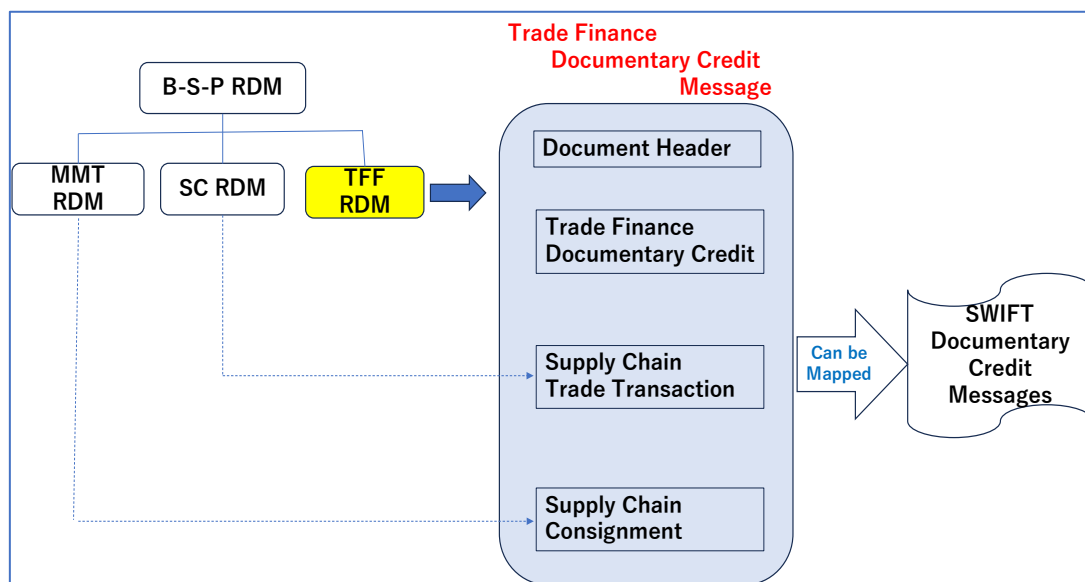 Trade Finance
Documentary Credit
Message
B-S-P RDM
MMT
RDM
SC RDM
TFF
RDM
Document Header
Trade Finance
Documentary Credit
Supply Chain
Trade Transaction
Supply Chain
Consignment
Can be
Mapped
SWIFT
Documentary
Credit
Messages